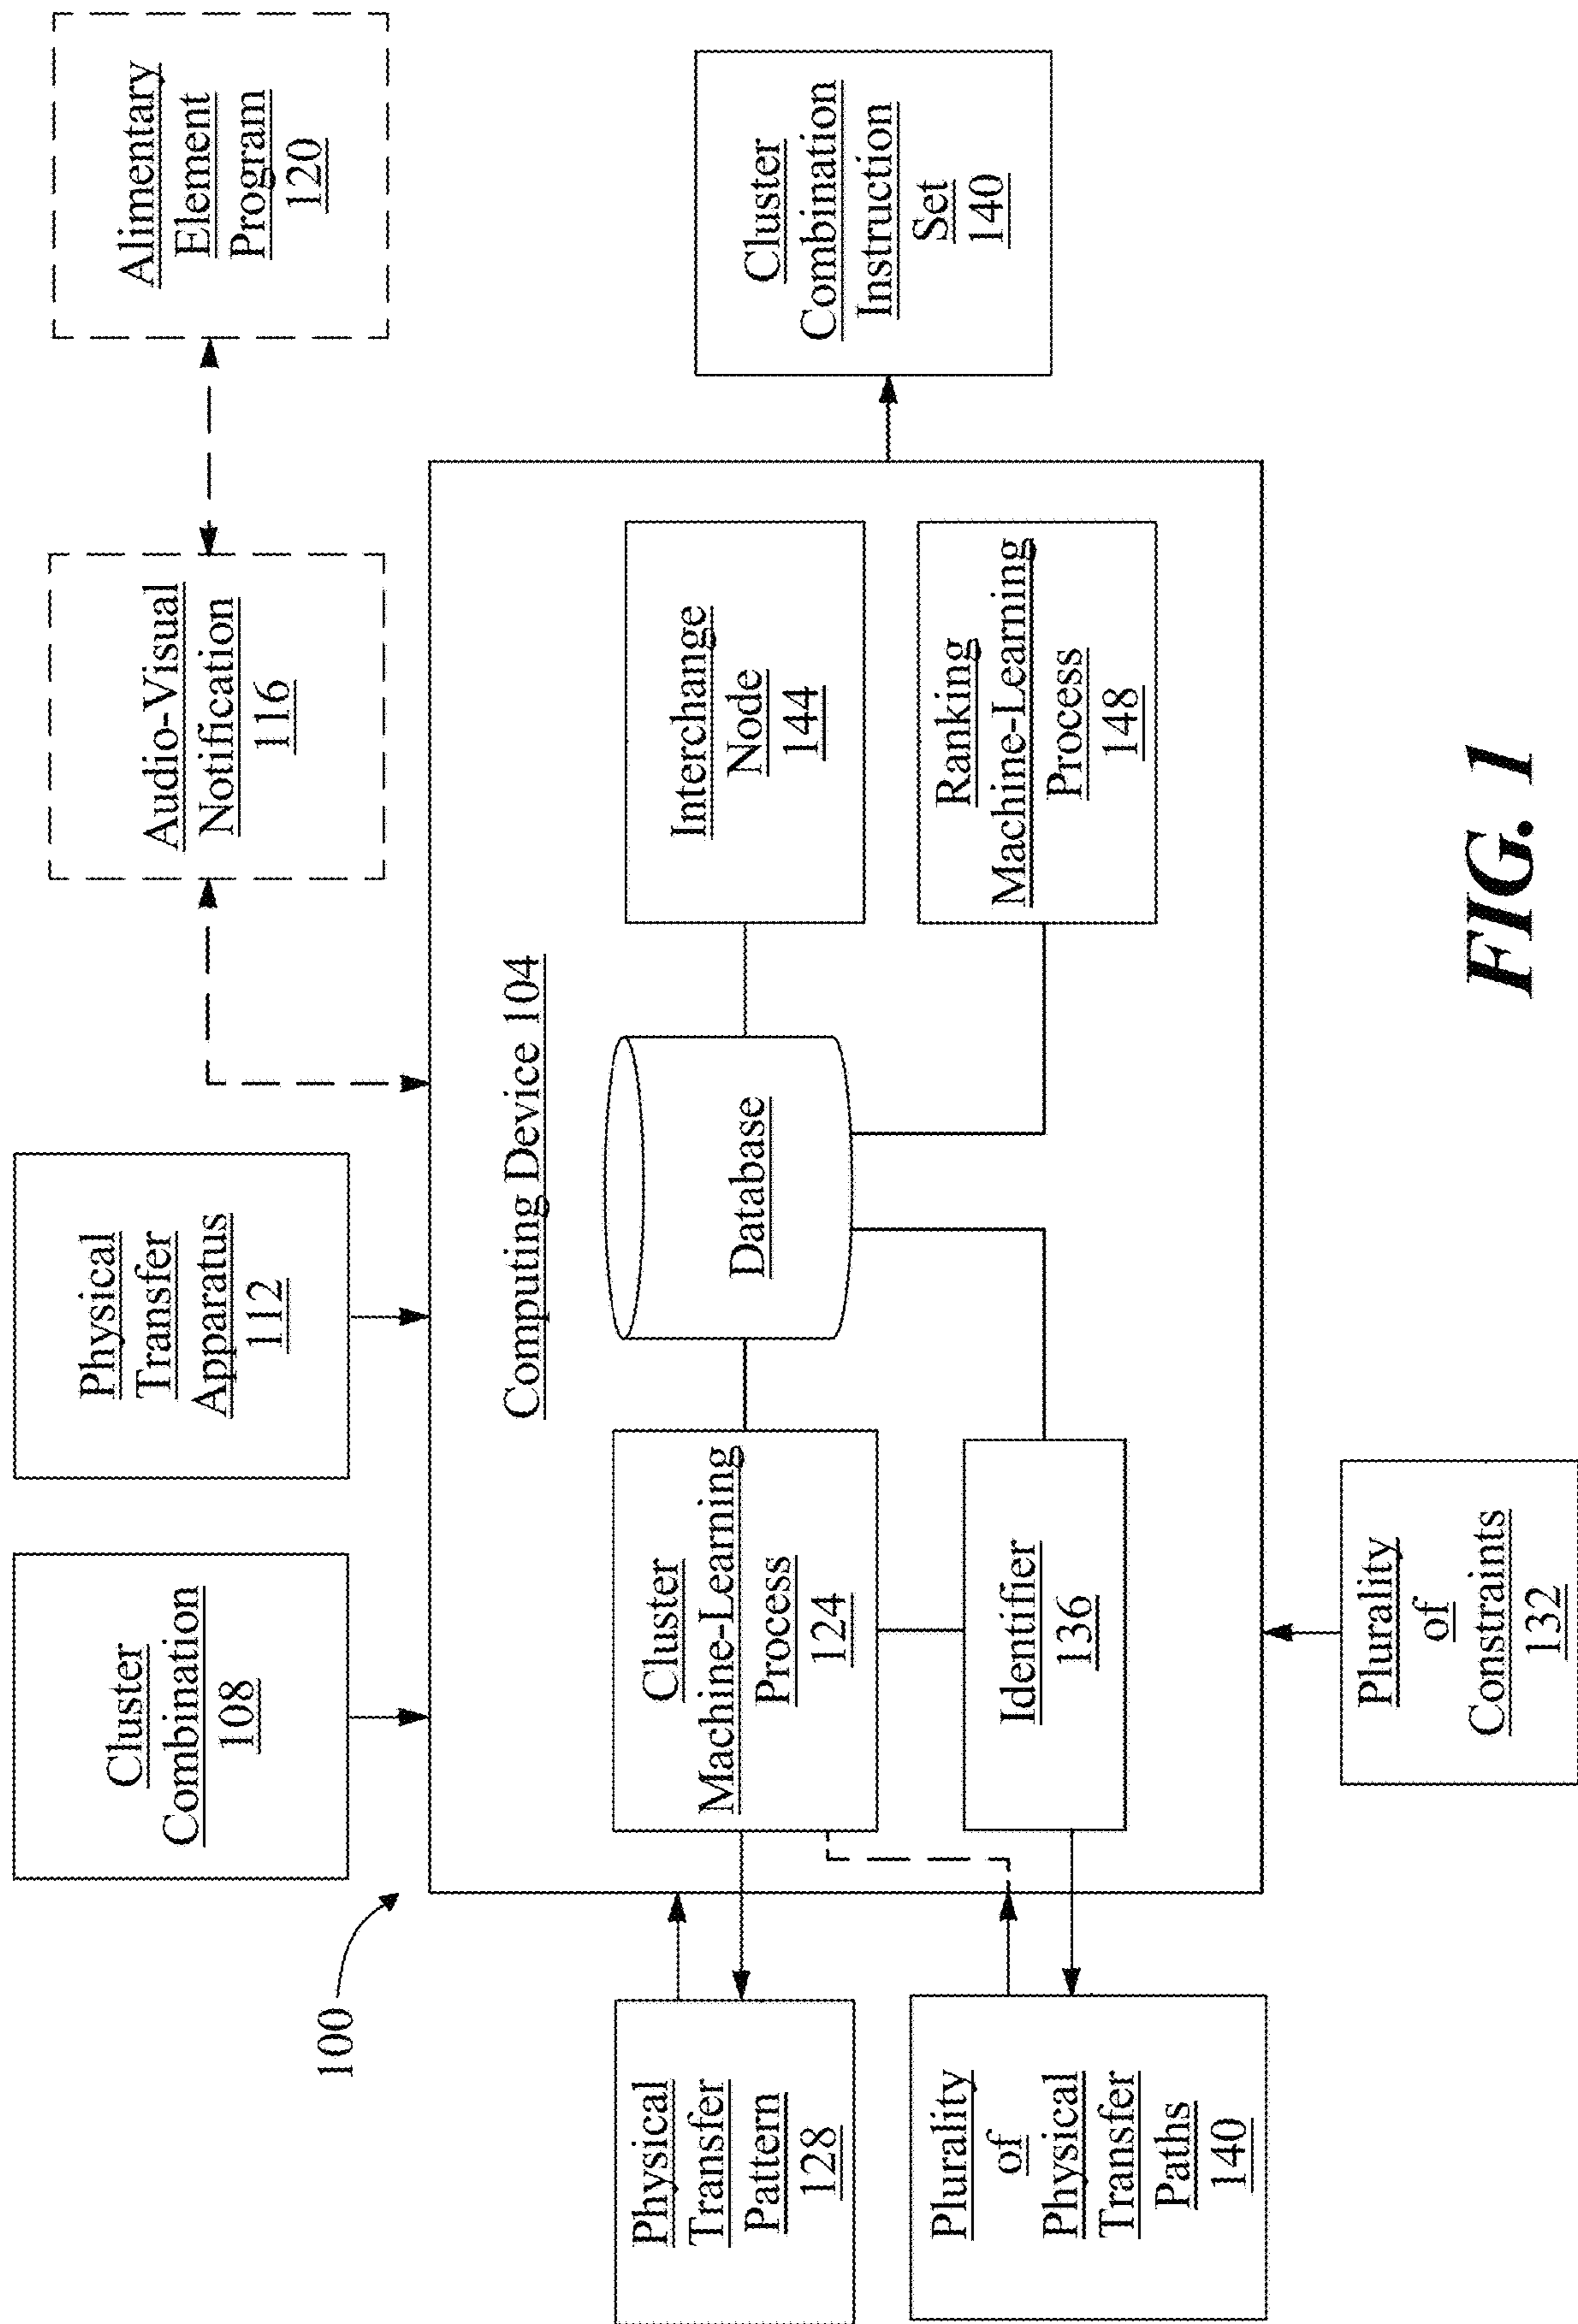 Cluster
Combination
108
Physical
Transfer
Apparatus
112
Audio-Visual
Notification
116
Alimentary
Element
Program
120
100
Computing Device 104
Physical
Transfer
Pattern
128
Cluster
Machine-Learning
Process
124
Database
Interchange
Node
144
Cluster
Combination
Instruction
Set
140
Plurality
of
Physical
Transfer
Paths
140
Identifier
136
Ranking
Machine-Learning
Process
148
Plurality
of
Constraints
132
FIG. 1